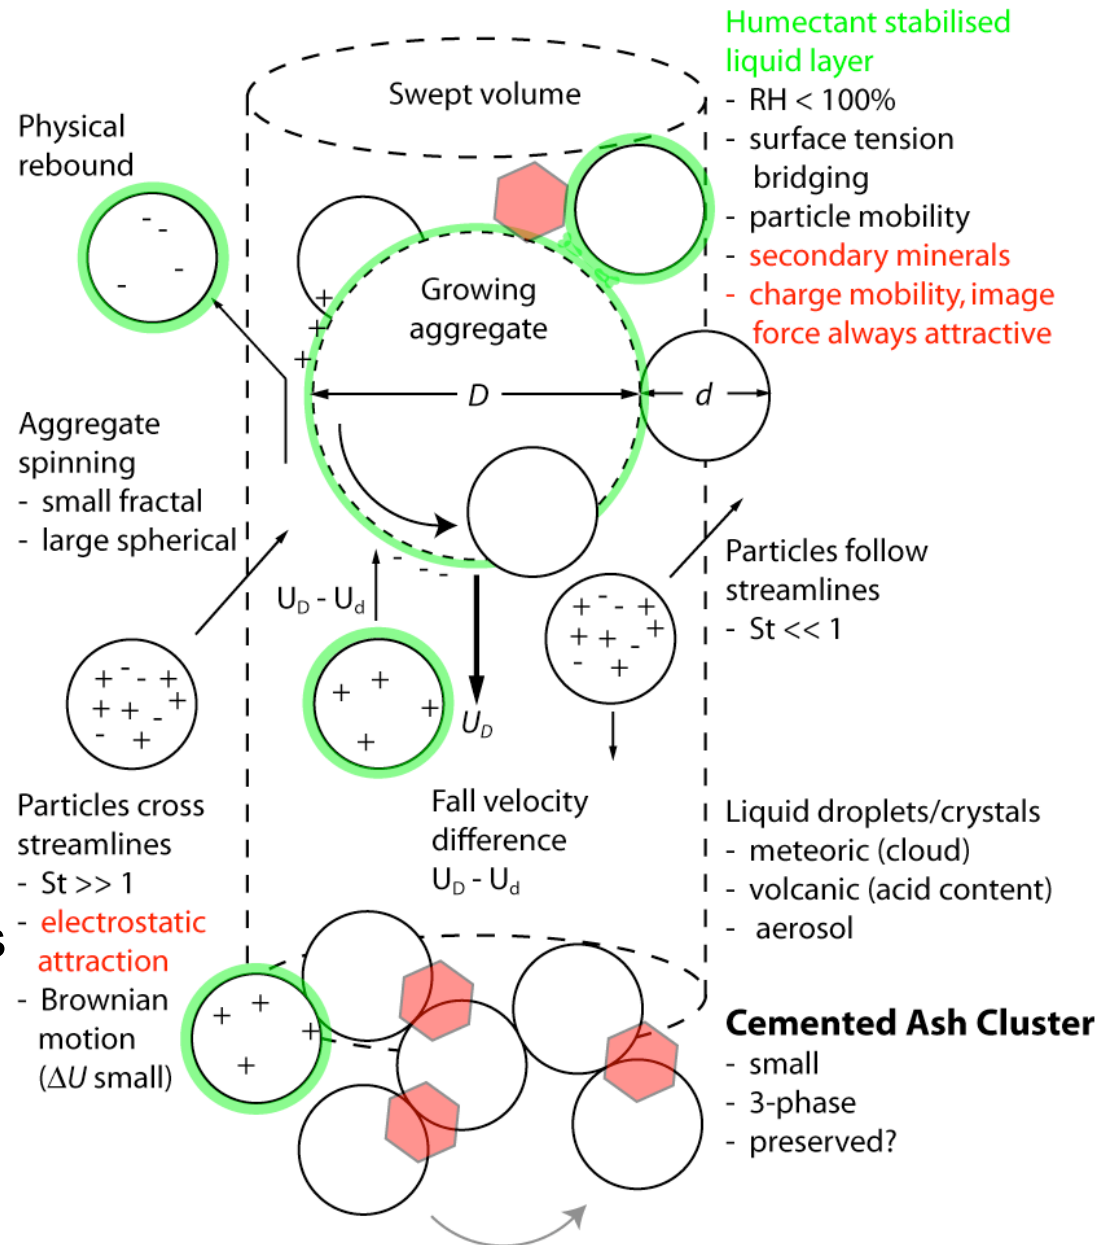 Humectant stabilised
liquid layer
- RH < 100%
- surface tension
bridging
- particle mobility
- secondary minerals
- charge mobility, image
force always attractive
Swept volume
Physical
rebound
- - - -
+ + +
Growing
aggregate
D
d
Aggregate
spinning
- small fractal
- large spherical
- - -
U_D - U_d
U_D
+ - - +
+ + - +
- +
+ + + +
+ - - +
+ + - +
- +
Particles follow
streamlines
- St << 1
Particles cross
streamlines
- St >> 1
- electrostatic
attraction
- Brownian
motion
(ΔU small)
s
Fall velocity
difference
U_D - U_d
Liquid droplets/crystals
- meteoric (cloud)
- volcanic (acid content)
- aerosol
+ + + +
Cemented Ash Cluster
- small
- 3-phase
- preserved?